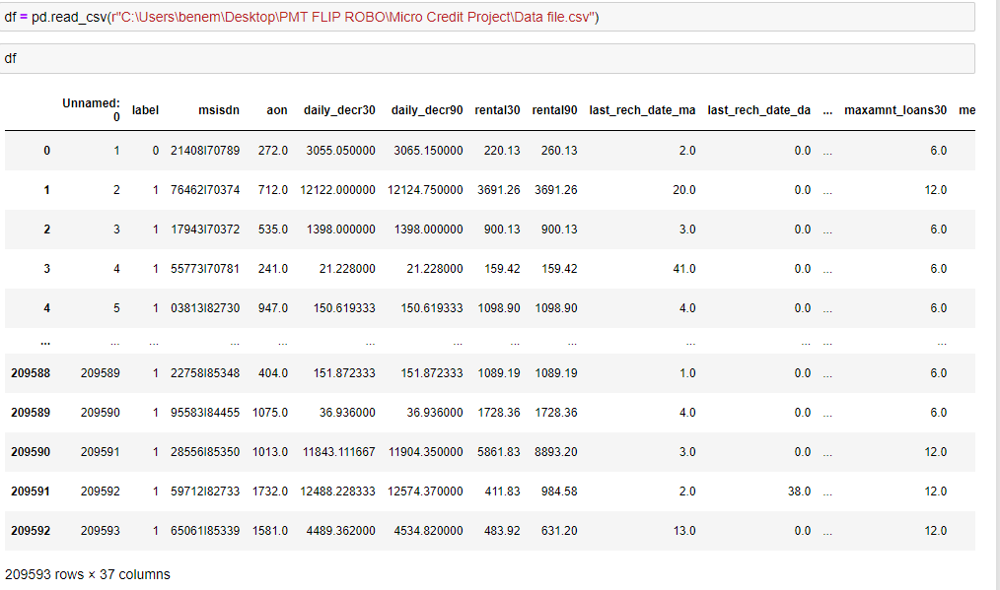 df = pd.read_csv(r"C:\Users\benem\Desktop\PMT FLIP ROBO\Micro Credit Project\Data file.csv")
df
Unnamed: 0 label msisdn aon daily_decr30 daily_decr90 rental30 rental90 last_rech_date_ma last_rech_date_da ... maxamnt_loans30 me
0 1 0 21408I70789 272.0 3055.050000 3065.150000 220.13 260.13 2.0 0.0 ... 6.0
1 2 1 76462I70374 712.0 12122.000000 12124.750000 3691.26 3691.26 20.0 0.0 ... 12.0
2 3 1 17943I70372 535.0 1398.000000 1398.000000 900.13 900.13 3.0 0.0 ... 6.0
3 4 1 55773I70781 241.0 21.228000 21.228000 159.42 159.42 41.0 0.0 ... 6.0
4 5 1 03813I82730 947.0 150.619333 150.619333 1098.90 1098.90 4.0 0.0 ... 6.0
... ... ... ... ... ... ... ... ... ... ... ... ...
209588 209589 1 22758I85348 404.0 151.872333 151.872333 1089.19 1089.19 1.0 0.0 ... 6.0
209589 209590 1 95583I84455 1075.0 36.936000 36.936000 1728.36 1728.36 4.0 0.0 ... 6.0
209590 209591 1 28556I85350 1013.0 11843.111667 11904.350000 5861.83 8893.20 3.0 0.0 ... 12.0
209591 209592 1 59712I82733 1732.0 12488.228333 12574.370000 411.83 984.58 2.0 38.0 ... 12.0
209592 209593 1 65061I85339 1581.0 4489.362000 4534.820000 483.92 631.20 13.0 0.0 ... 12.0
209593 rows × 37 columns